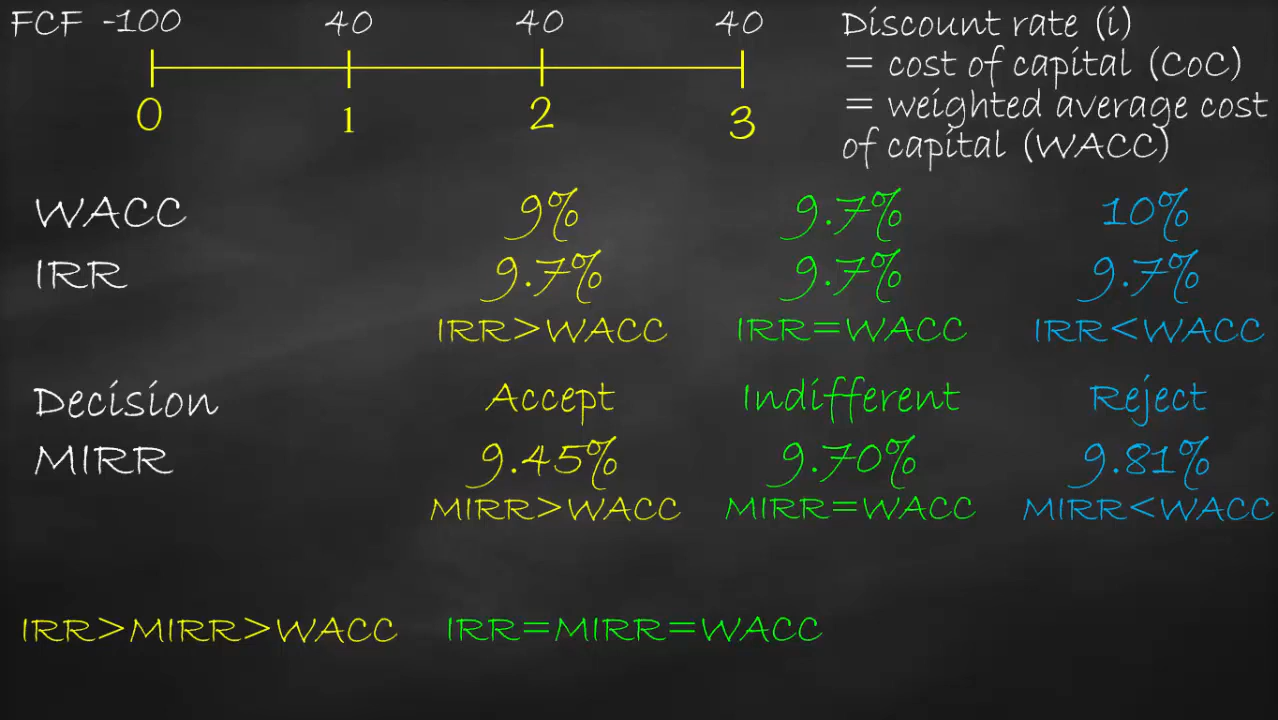 FCF -100 40 40 40
0 1 2 3
Discount rate (i)
= cost of capital (CoC)
= weighted average cost
of capital (WACC)
WACC 9% 9.7% 10%
IRR 9.7% 9.7% 9.7%
IRR>WACC IRR=WACC IRR<WACC
Decision Accept Indifferent Reject
MIRR 9.45% 9.70% 9.81%
MIRR>WACC MIRR=WACC MIRR<WACC
IRR>MIRR>WACC IRR=MIRR=WACC